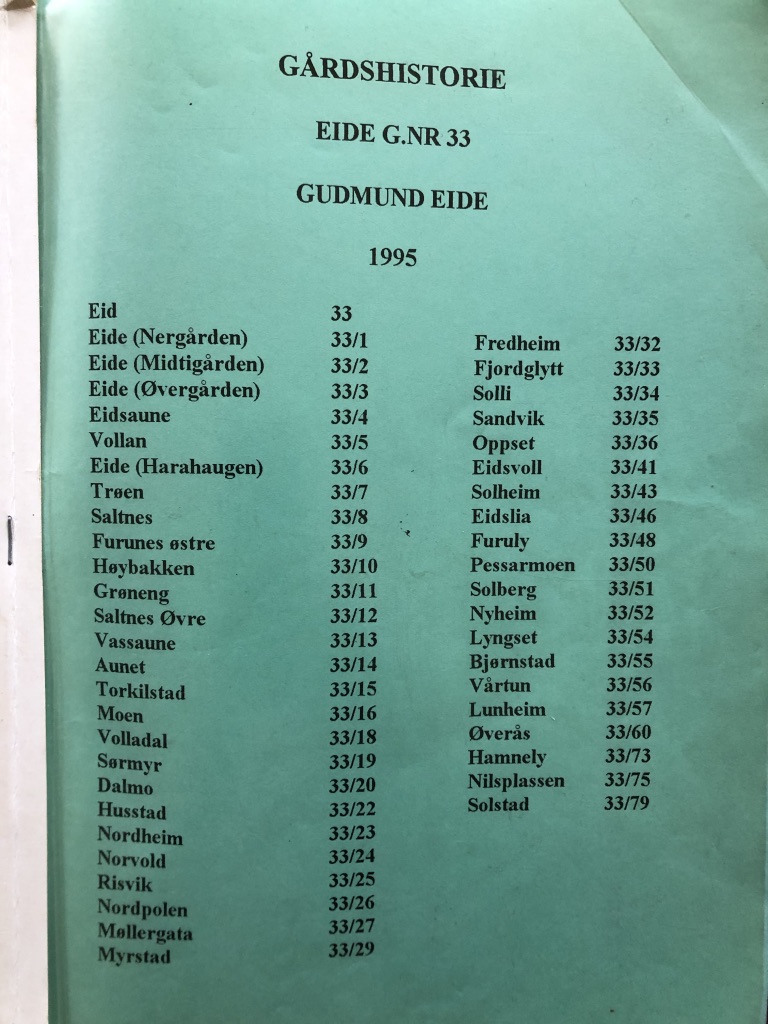 GÅRDSHISTORIE
EIDE G.NR 33
GUDMUND EIDE
1995
Eid 33
Eide (Nergården) 33/1
Eide (Midtigården) 33/2
Eide (Øvergården) 33/3
Eidsaune 33/4
Vollan 33/5
Eide (Harahaugen) 33/6
Trøen 33/7
Saltnes 33/8
Furunes østre 33/9
Høybakken 33/10
Grøneng 33/11
Saltnes Øvre 33/12
Vassaune 33/13
Aunet 33/14
Torkilstad 33/15
Moen 33/16
Volladal 33/18
Sørmyr 33/19
Dalmo 33/20
Husstad 33/22
Nordheim 33/23
Norvold 33/24
Risvik 33/25
Nordpolen 33/26
Møllergata 33/27
Myrstad 33/29
Fredheim 33/32
Fjordglytt 33/33
Solli 33/34
Sandvik 33/35
Oppset 33/36
Eidsvoll 33/41
Solheim 33/43
Eidslia 33/46
Furuly 33/48
Pessarmoen 33/50
Solberg 33/51
Nyheim 33/52
Lyngset 33/54
Bjørnstad 33/55
Vårtun 33/56
Lunheim 33/57
Øverås 33/60
Hamnely 33/73
Nilsplassen 33/75
Solstad 33/79